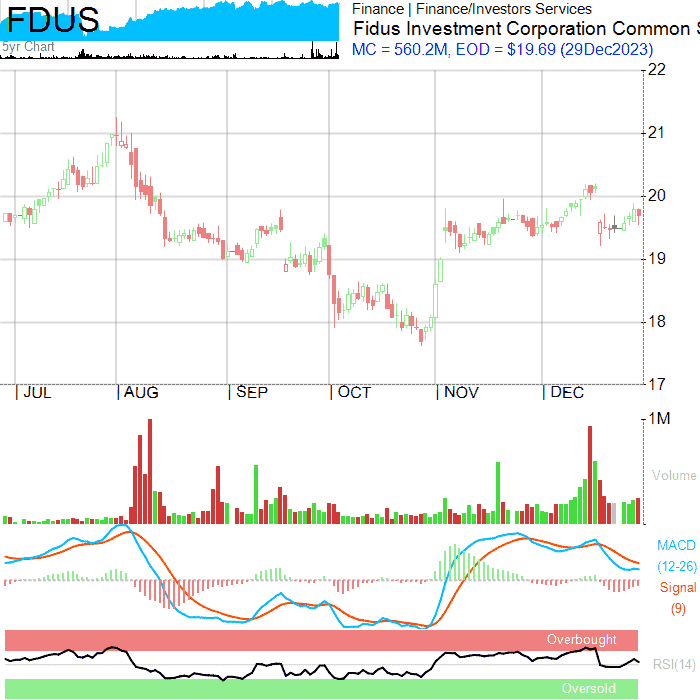 FDUS
5yr Chart
Finance | Finance/Investors Services
Fidus Investment Corporation Common S
MC = 560.2M, EOD = $19.69 (29Dec2023)
22
21
20
19
18
17
JUL
AUG
SEP
OCT
NOV
DEC
1M
Volume
MACD
(12-26)
Signal
(9)
Overbought
RSI(14)
Oversold